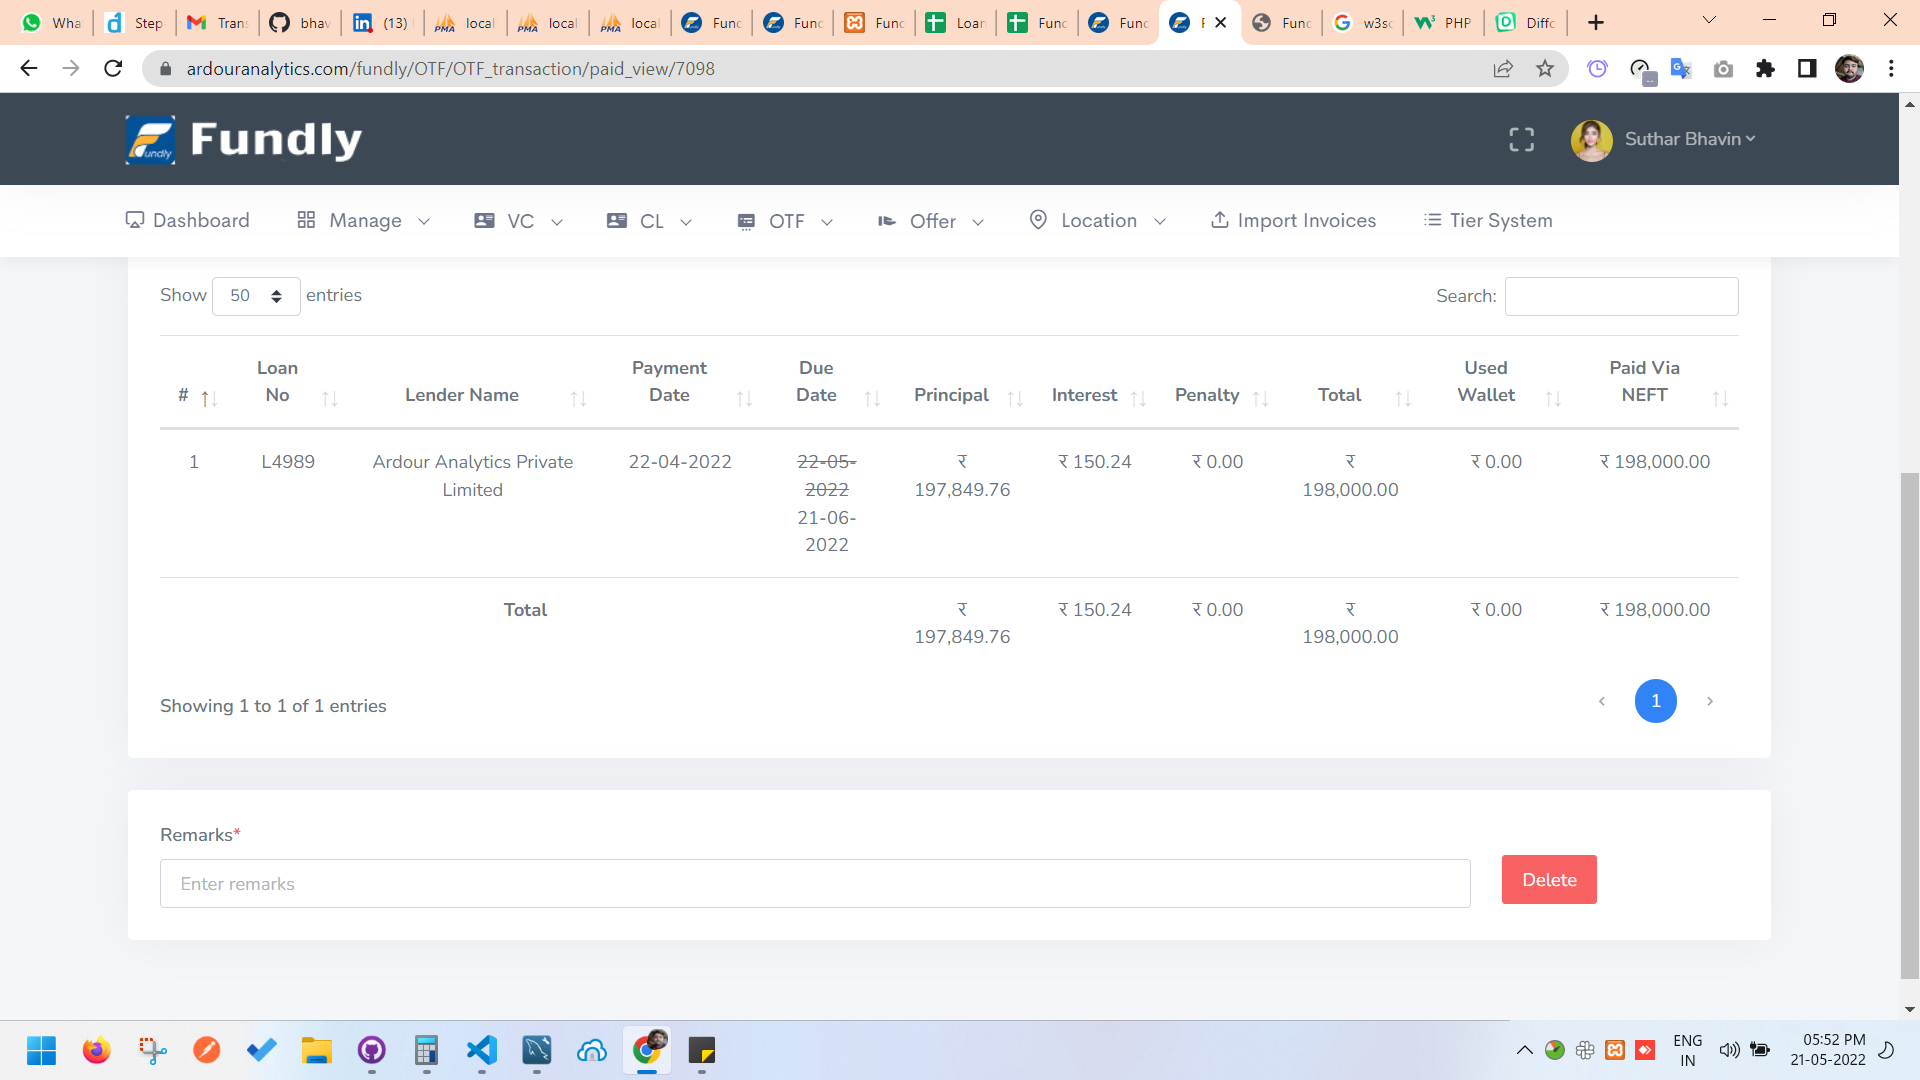 Wha
Step
Trans
bhav
(13)
local
local
local
Func
Func
Func
Loan
Func
Func
F
Func
w3sc
PHP
Diffc
ardouranalytics.com/fundly/OTF/OTF_transaction/paid_view/7098
Fundly
Fundly
Suthar Bhavin
Dashboard
Manage
VC
CL
OTF
Offer
Location
Import Invoices
Tier System
Show 50 entries
Search:
#
Loan No
Lender Name
Payment Date
Due Date
Principal
Interest
Penalty
Total
Used Wallet
Paid Via NEFT
1
L4989
Ardour Analytics Private Limited
22-04-2022
22-05-2022
21-06-2022
₹ 197,849.76
₹ 150.24
₹ 0.00
₹ 198,000.00
₹ 0.00
₹ 198,000.00
Total
₹ 197,849.76
₹ 150.24
₹ 0.00
₹ 198,000.00
₹ 0.00
₹ 198,000.00
Showing 1 to 1 of 1 entries
1
Remarks*
Enter remarks
Delete
ENG
IN
05:52 PM
21-05-2022